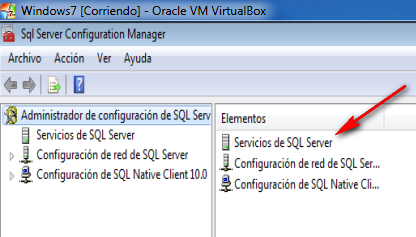 Windows7 [Corriendo] - Oracle VM VirtualBox
Sql Server Configuration Manager
Archivo Acción Ver Ayuda
Administrador de configuración de SQL Serv
Servicios de SQL Server
Configuración de red de SQL Server
Configuración de SQL Native Client 10.0
Elementos
Servicios de SQL Server
Configuración de red de SQL Ser...
Configuración de SQL Native Cli...